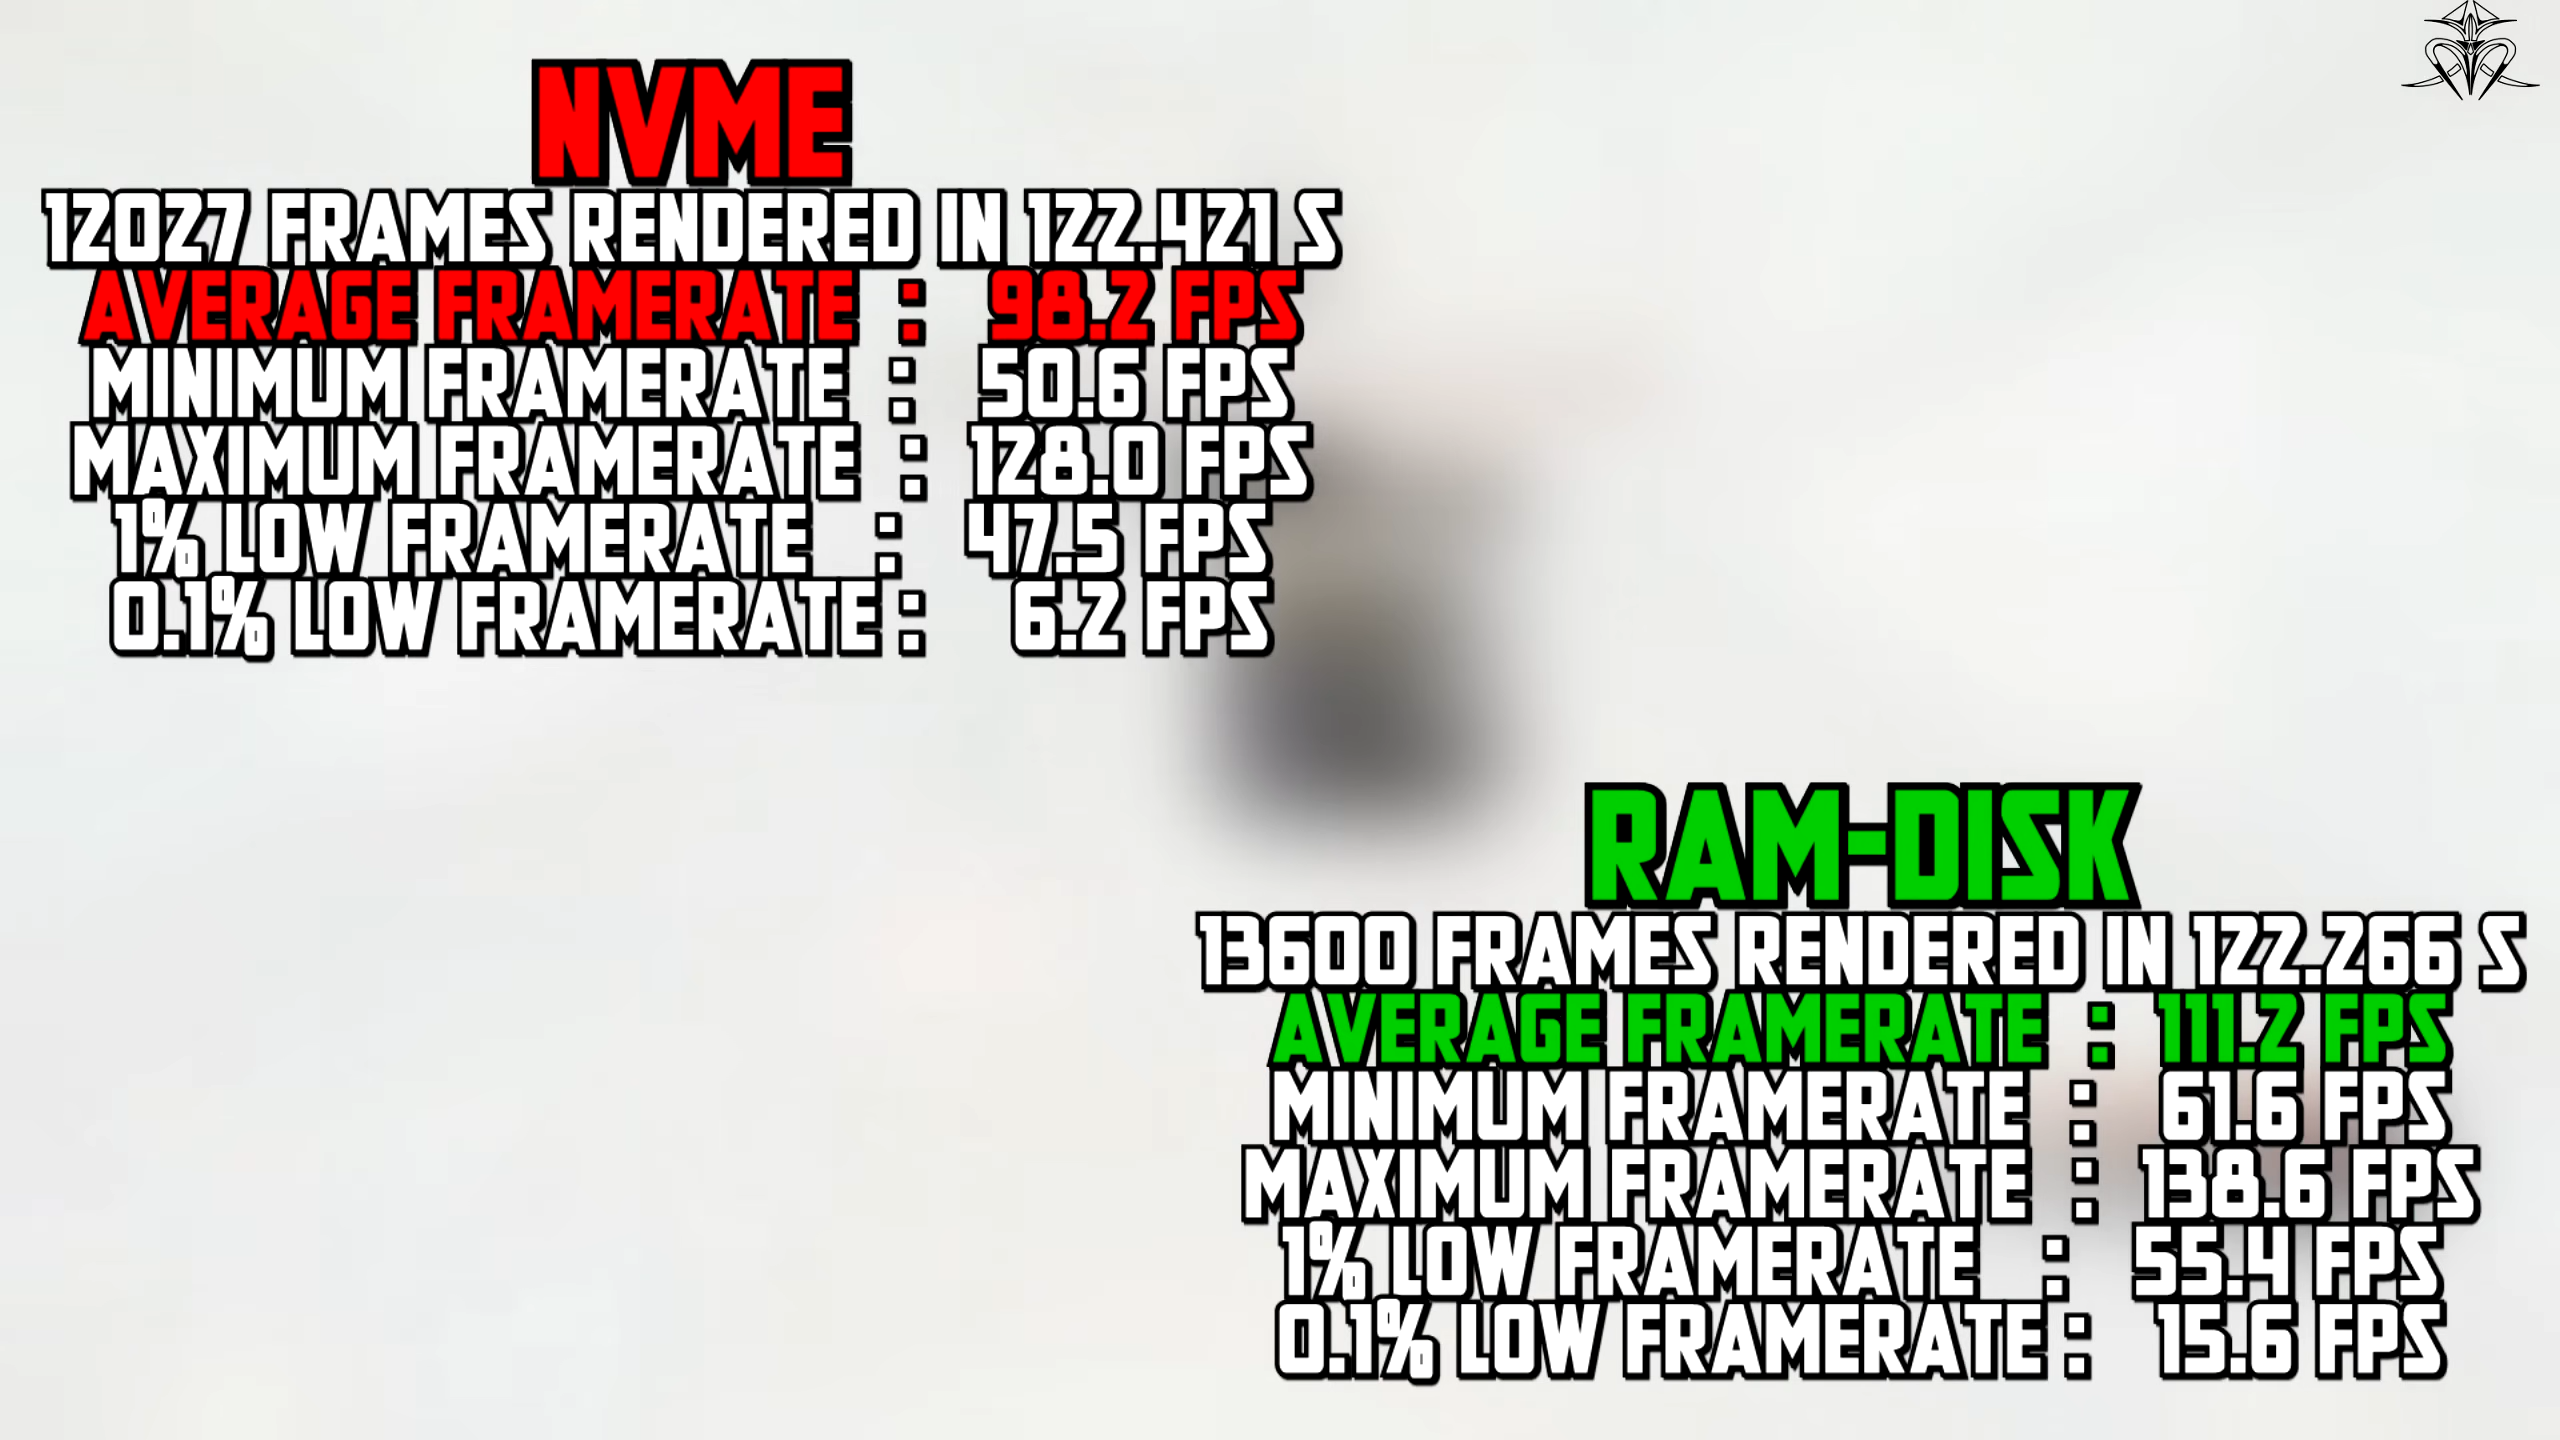 NVME
12027 FRAMES RENDERED IN 122.421 S
AVERAGE FRAMERATE : 98.2 FPS
MINIMUM FRAMERATE : 50.6 FPS
MAXIMUM FRAMERATE : 128.0 FPS
1% LOW FRAMERATE : 47.5 FPS
0.1% LOW FRAMERATE : 6.2 FPS
RAM-DISK
13600 FRAMES RENDERED IN 122.266 S
AVERAGE FRAMERATE : 111.2 FPS
MINIMUM FRAMERATE : 61.6 FPS
MAXIMUM FRAMERATE : 138.6 FPS
1% LOW FRAMERATE : 55.4 FPS
0.1% LOW FRAMERATE : 15.6 FPS